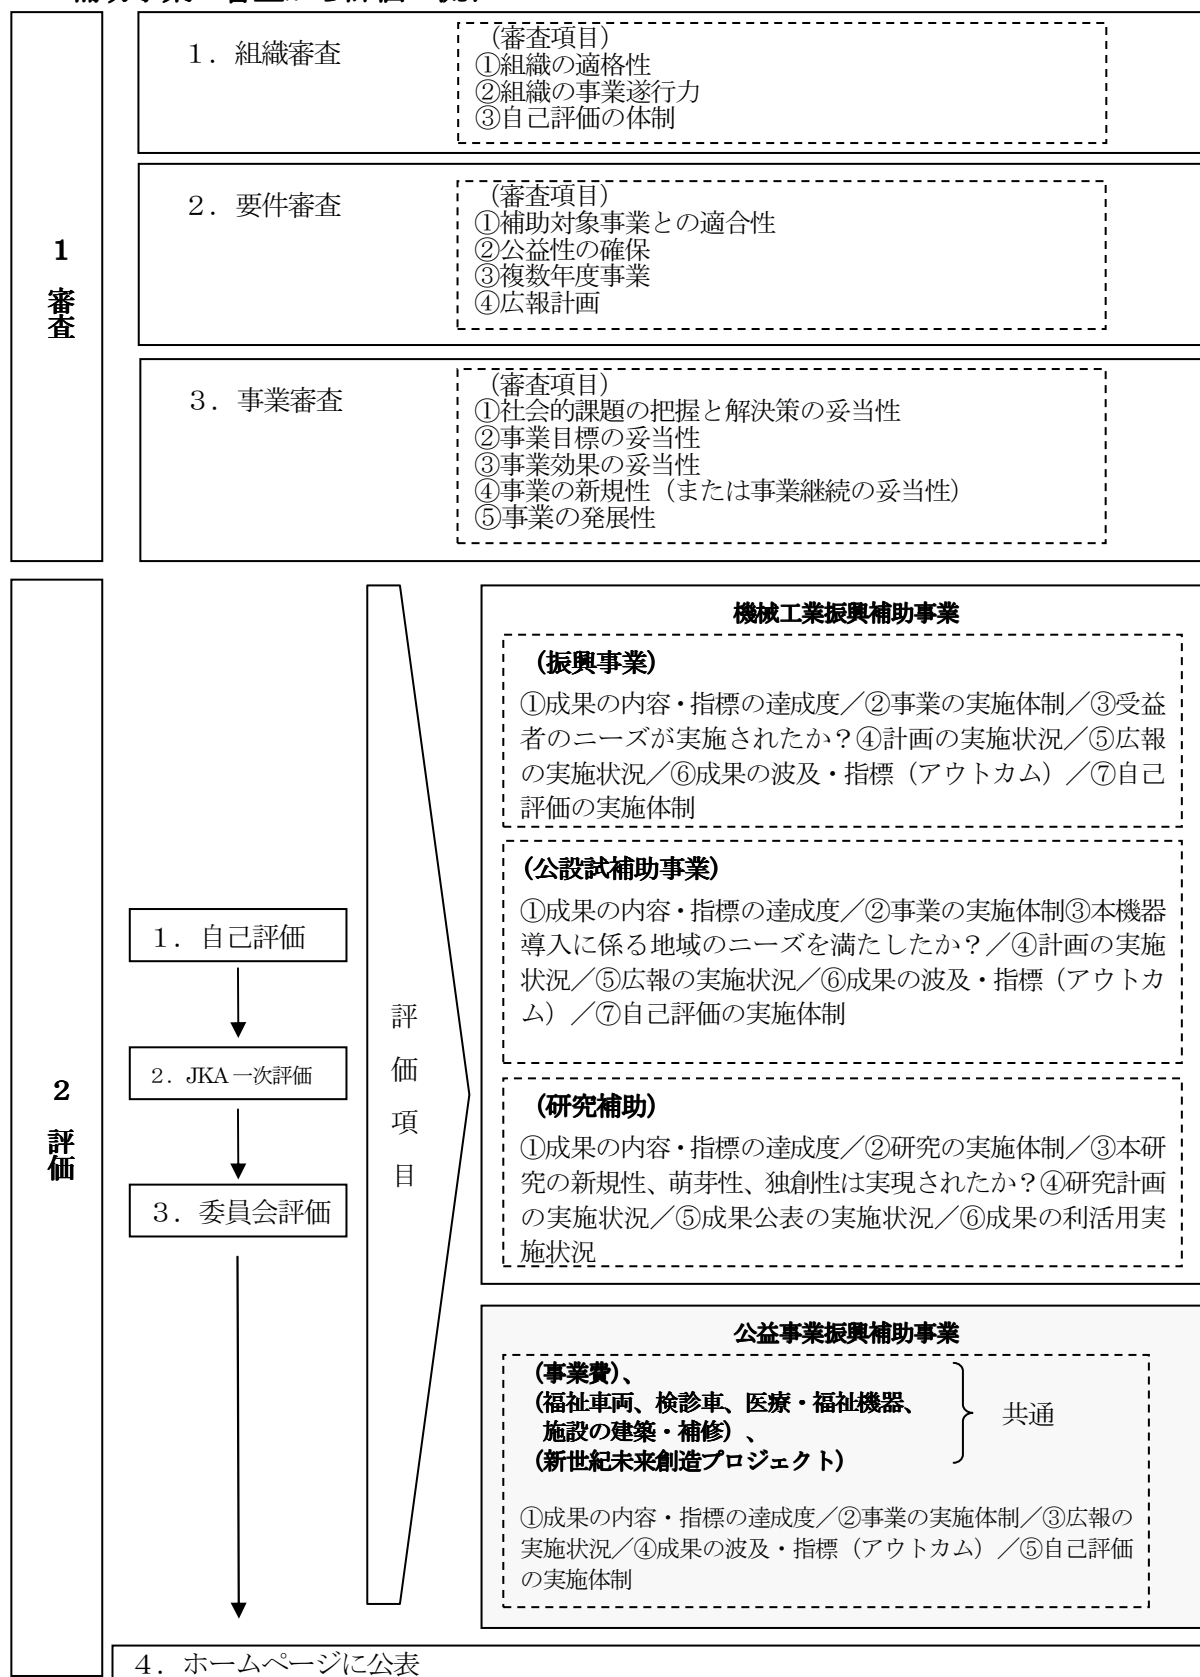 1
審査
1．組織審査
（審査項目）
①組織の適格性
②組織の事業遂行力
③自己評価の体制
2．要件審査
（審査項目）
①補助対象事業との適合性
②公益性の確保
③複数年度事業
④広報計画
3．事業審査
（審査項目）
①社会的課題の把握と解決策の妥当性
②事業目標の妥当性
③事業効果の妥当性
④事業の新規性（または事業継続の妥当性）
⑤事業の発展性
2
評価
1．自己評価
2．JKA 一次評価
3．委員会評価
評価項目
機械工業振興補助事業
（振興事業）
①成果の内容・指標の達成度／②事業の実施体制／③受益
者のニーズが実施されたか？④計画の実施状況／⑤広報
の実施状況／⑥成果の波及・指標（アウトカム）／⑦自己
評価の実施体制
（公設試補助事業）
①成果の内容・指標の達成度／②事業の実施体制③本機器
導入に係る地域のニーズを満たしたか？／④計画の実施
状況／⑤広報の実施状況／⑥成果の波及・指標（アウトカ
ム）／⑦自己評価の実施体制
（研究補助）
①成果の内容・指標の達成度／②研究の実施体制／③本研
究の新規性、萌芽性、独創性は実現されたか？④研究計画
の実施状況／⑤成果公表の実施状況／⑥成果の利活用実
施状況
公益事業振興補助事業
（事業費）、
（福祉車両、検診車、医療・福祉機器、
施設の建築・補修）、
（新世紀未来創造プロジェクト）
共通
①成果の内容・指標の達成度／②事業の実施体制／③広報の
実施状況／④成果の波及・指標（アウトカム）／⑤自己評価
の実施体制
4．ホームページに公表